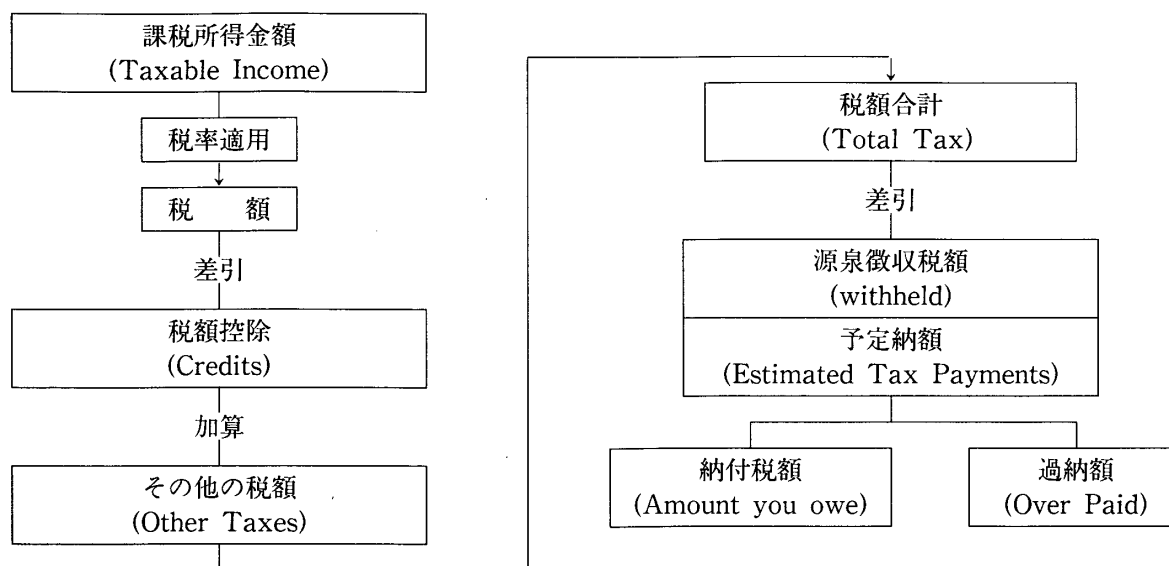 課税所得金額
(Taxable Income)
税率適用
税　　額
差引
税額控除
(Credits)
加算
その他の税額
(Other Taxes)
税額合計
(Total Tax)
差引
源泉徴収税額
(withheld)
予定納額
(Estimated Tax Payments)
納付税額
(Amount you owe)
過納額
(Over Paid)